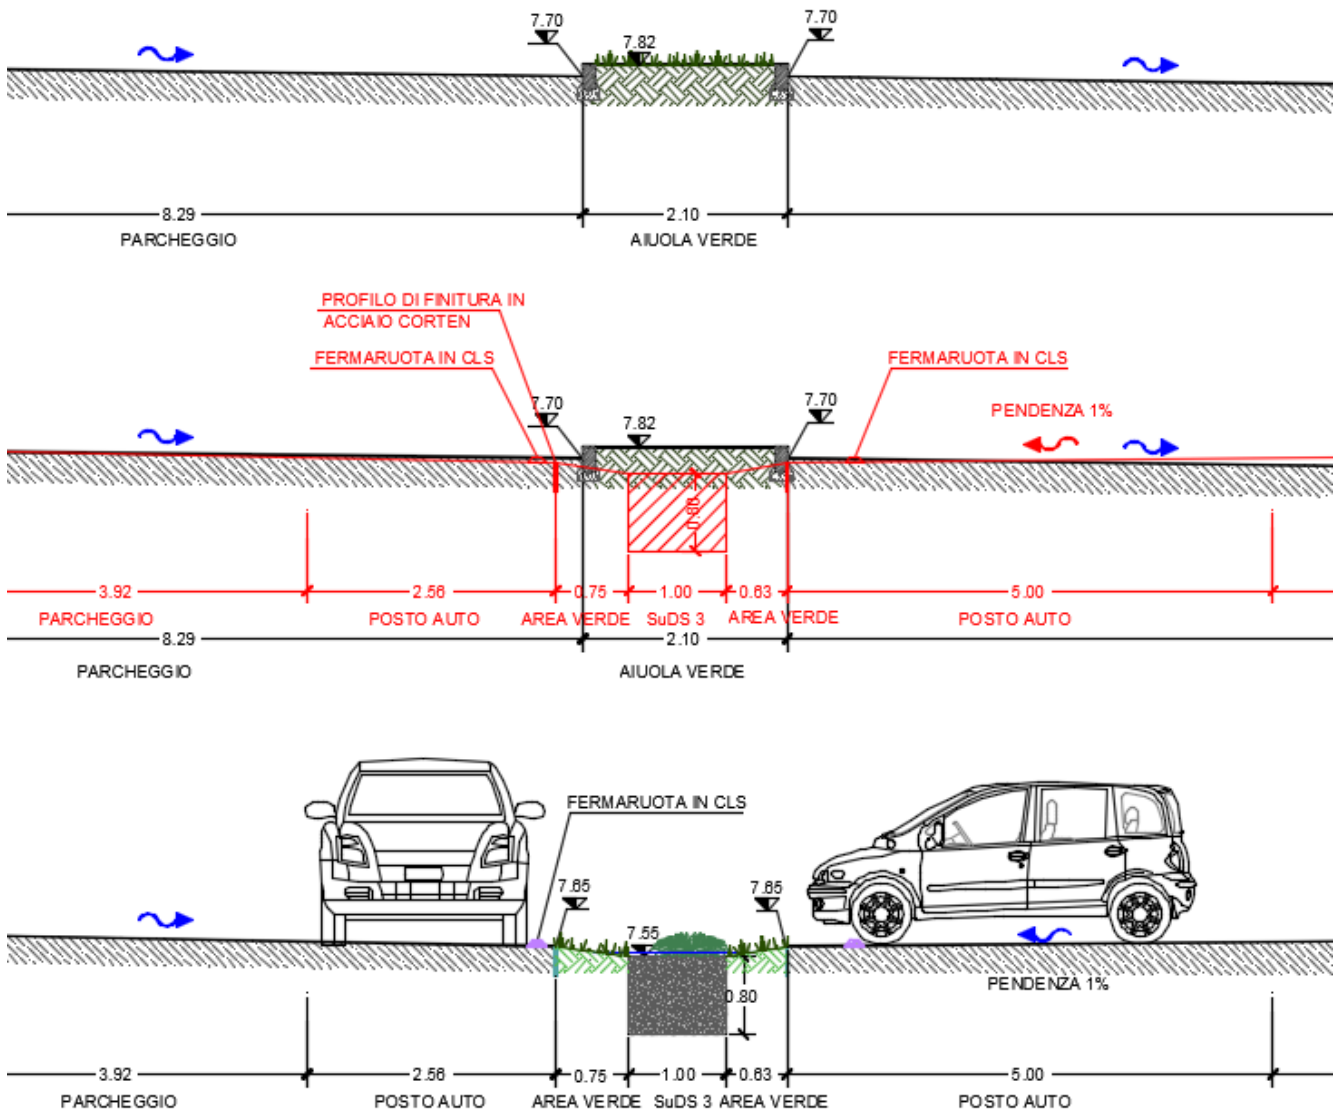 7.70
7.82
7.70
8.29
2.10
PARCHEGGIO
AIUOLA VERDE
PROFILO DI FINITURA IN
ACCIAIO CORTEN
FERMARUOTA IN CLS
FERMARUOTA IN CLS
7.70
7.82
7.70
PENDENZA 1%
0.80
3.92
2.56
0.75
1.00
0.63
5.00
PARCHEGGIO
POSTO AUTO
AREA VERDE
SuDS 3
AREA VERDE
POSTO AUTO
8.29
2.10
PARCHEGGIO
AIUOLA VERDE
FERMARUOTA IN CLS
7.65
7.65
7.55
PENDENZA 1%
0.80
3.92
2.56
0.75
1.00
0.63
5.00
PARCHEGGIO
POSTO AUTO
AREA VERDE
SuDS 3
AREA VERDE
POSTO AUTO